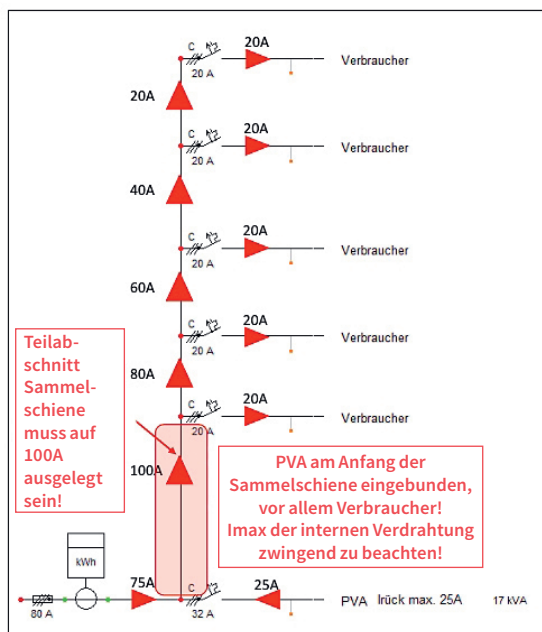 20A
C
20 A
Verbraucher
20A
20A
C
20 A
Verbraucher
40A
20A
C
20 A
Verbraucher
60A
20A
C
20 A
Verbraucher
80A
20A
C
20 A
Verbraucher
Teilab-
schnitt
Sammel-
schiene
muss auf
100A
ausgelegt
sein!
100A
PVA am Anfang der
Sammelschiene eingebunden,
vor allem Verbraucher!
Imax der internen Verdrahtung
zwingend zu beachten!
kWh
80 A
75A
C
32 A
25A
PVA Irück max. 25A 17 kVA